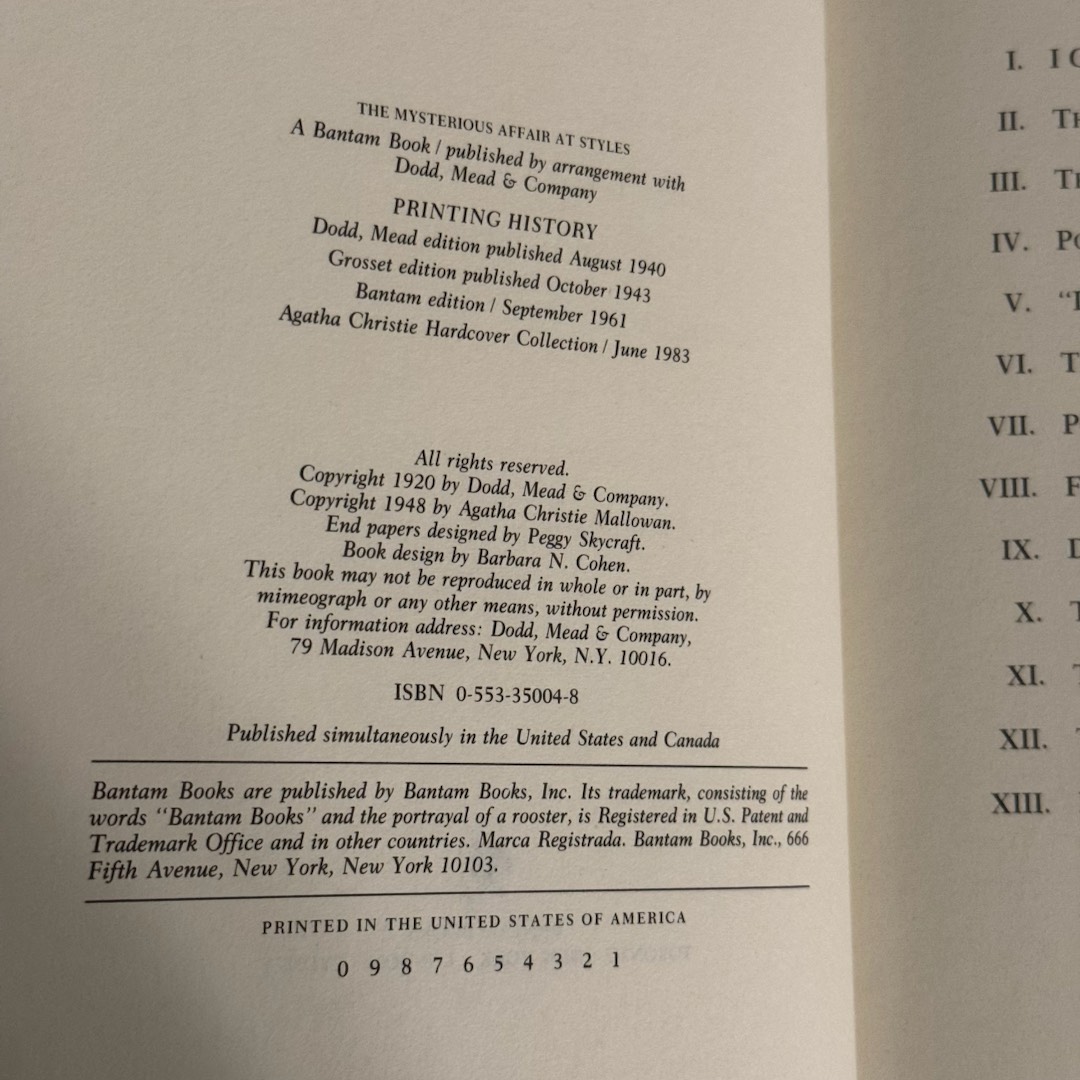 THE MYSTERIOUS AFFAIR AT STYLES
A Bantam Book / published by arrangement with
Dodd, Mead & Company
PRINTING HISTORY
Dodd, Mead edition published August 1940
Grosset edition published October 1943
Bantam edition / September 1961
Agatha Christie Hardcover Collection / June 1983
All rights reserved.
Copyright 1920 by Dodd, Mead & Company.
Copyright 1948 by Agatha Christie Mallowan.
End papers designed by Peggy Skycraft.
Book design by Barbara N. Cohen.
This book may not be reproduced in whole or in part, by
mimeograph or any other means, without permission.
For information address: Dodd, Mead & Company,
79 Madison Avenue, New York, N.Y. 10016.
ISBN 0-553-35004-8
Published simultaneously in the United States and Canada
Bantam Books are published by Bantam Books, Inc. Its trademark, consisting of the
words "Bantam Books" and the portrayal of a rooster, is Registered in U.S. Patent and
Trademark Office and in other countries. Marca Registrada. Bantam Books, Inc., 666
Fifth Avenue, New York, New York 10103.
PRINTED IN THE UNITED STATES OF AMERICA
0 9 8 7 6 5 4 3 2 1
I. I
II.
III.
IV.
V.
VI.
VII.
VIII.
IX.
X.
XI.
XII.
XIII.